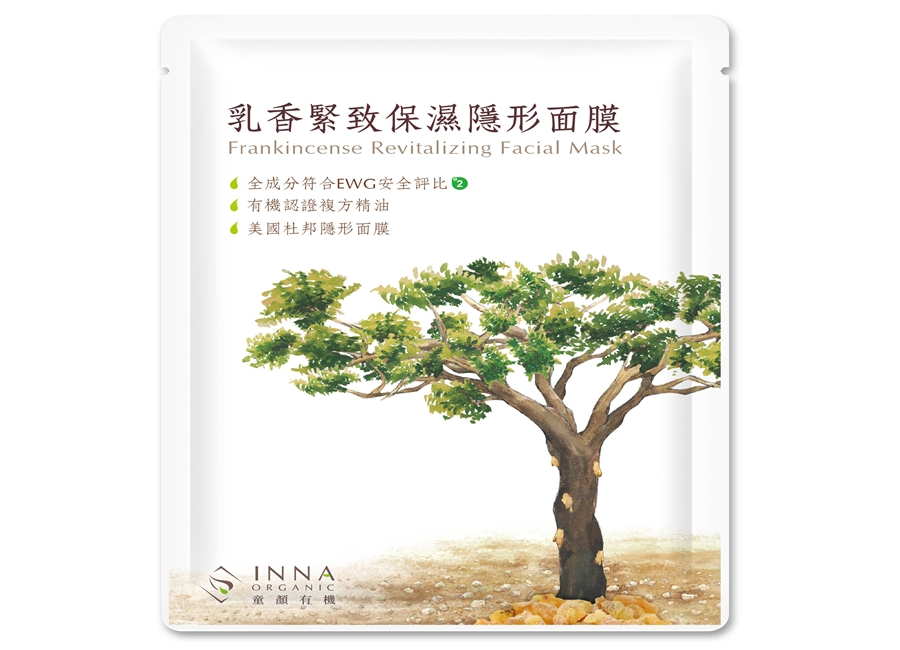 乳香緊致保濕隱形面膜
Frankincense Revitalizing Facial Mask
全成分符合EWG安全評比2
有機認證複方精油
美國杜邦隱形面膜
INNA
ORGANIC
童顏有機